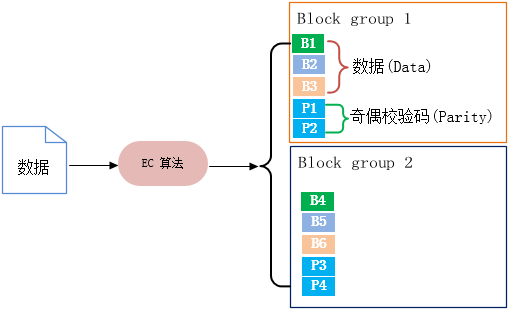 数据
EC 算法
Block group 1
B1
B2
B3
数据(Data)
P1
P2
奇偶校验码(Parity)
Block group 2
B4
B5
B6
P3
P4